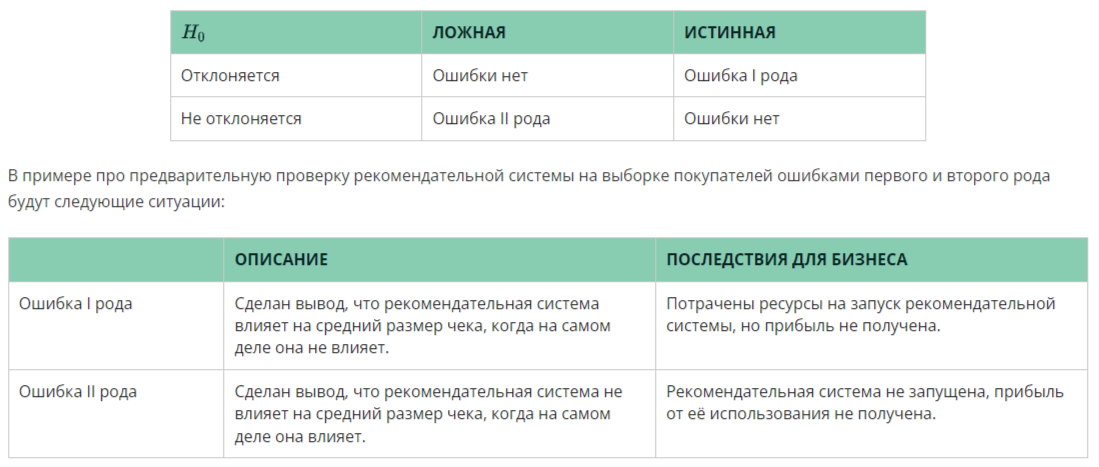 H₀ ЛОЖНАЯ ИСТИННАЯ
Отклоняется Ошибки нет Ошибка I рода
Не отклоняется Ошибка II рода Ошибки нет
В примере про предварительную проверку рекомендательной системы на выборке покупателей ошибками первого и второго рода
будут следующие ситуации:
ОПИСАНИЕ ПОСЛЕДСТВИЯ ДЛЯ БИЗНЕСА
Ошибка I рода
Сделан вывод, что рекомендательная система
влияет на средний размер чека, когда на самом
деле она не влияет.
Потрачены ресурсы на запуск рекомендательной
системы, но прибыль не получена.
Ошибка II рода
Сделан вывод, что рекомендательная система не
влияет на средний размер чека, когда на самом
деле она влияет.
Рекомендательная система не запущена, прибыль
от её использования не получена.